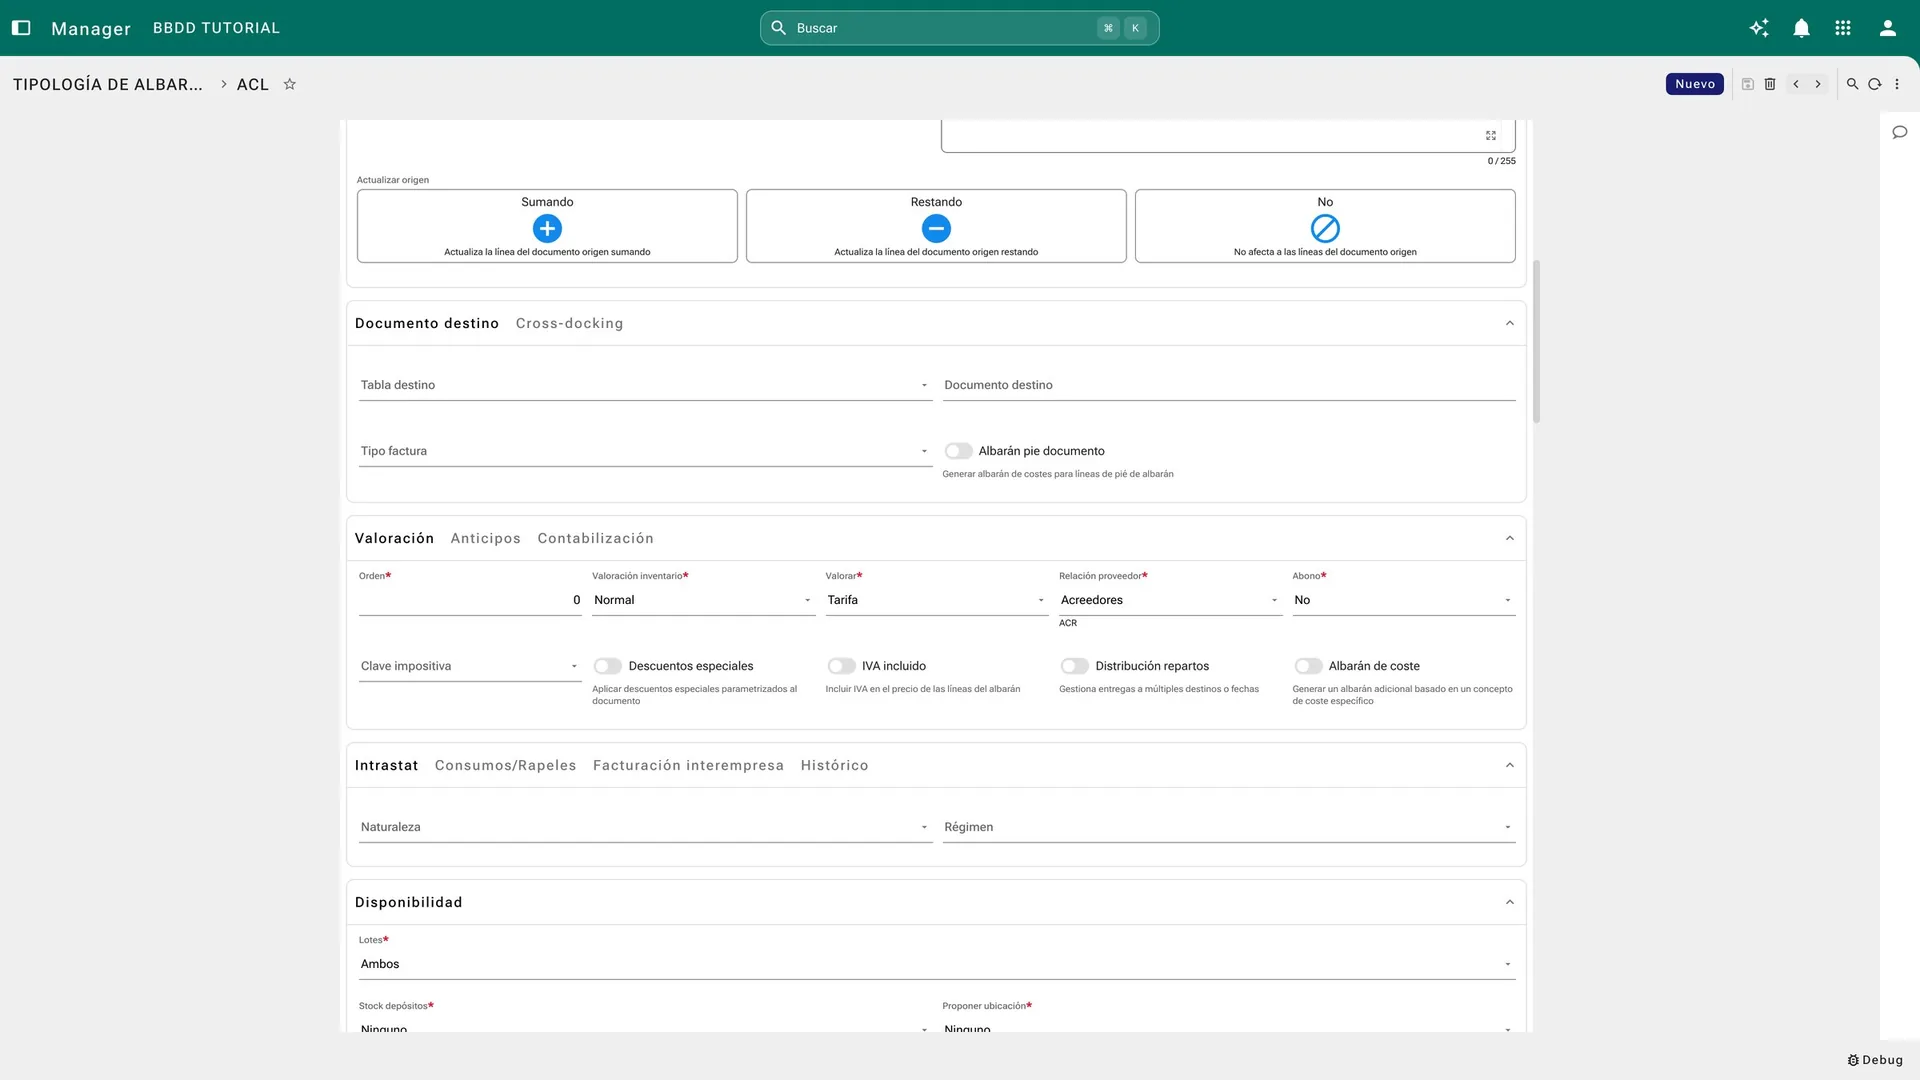 Manager BBDD TUTORIAL Buscar ⌘ K
TIPOLOGÍA DE ALBAR... > ACL Nuevo
0 / 255
Actualizar origen
Sumando Restando No
Actualiza la línea del documento origen sumando Actualiza la línea del documento origen restando No afecta a las líneas del documento origen
Documento destino Cross-docking
Tabla destino Documento destino
Tipo factura Albarán pie documento
Generar albarán de costes para líneas de pié de albarán
Valoración Anticipos Contabilización
Orden* Valoración inventario* Valorar* Relación proveedor* Abono*
0 Normal Tarifa Acreedores No
ACR
Clave impositiva Descuentos especiales IVA incluido Distribución repartos Albarán de coste
Aplicar descuentos especiales parametrizados al Incluir IVA en el precio de las líneas del albarán Gestiona entregas a múltiples destinos o fechas Generar un albarán adicional basado en un concepto
documento de coste específico
Intrastat Consumos/Rapeles Facturación interempresa Histórico
Naturaleza Régimen
Disponibilidad
Lotes*
Ambos
Stock depósitos* Proponer ubicación*
Ninguno Ninguno
Debug